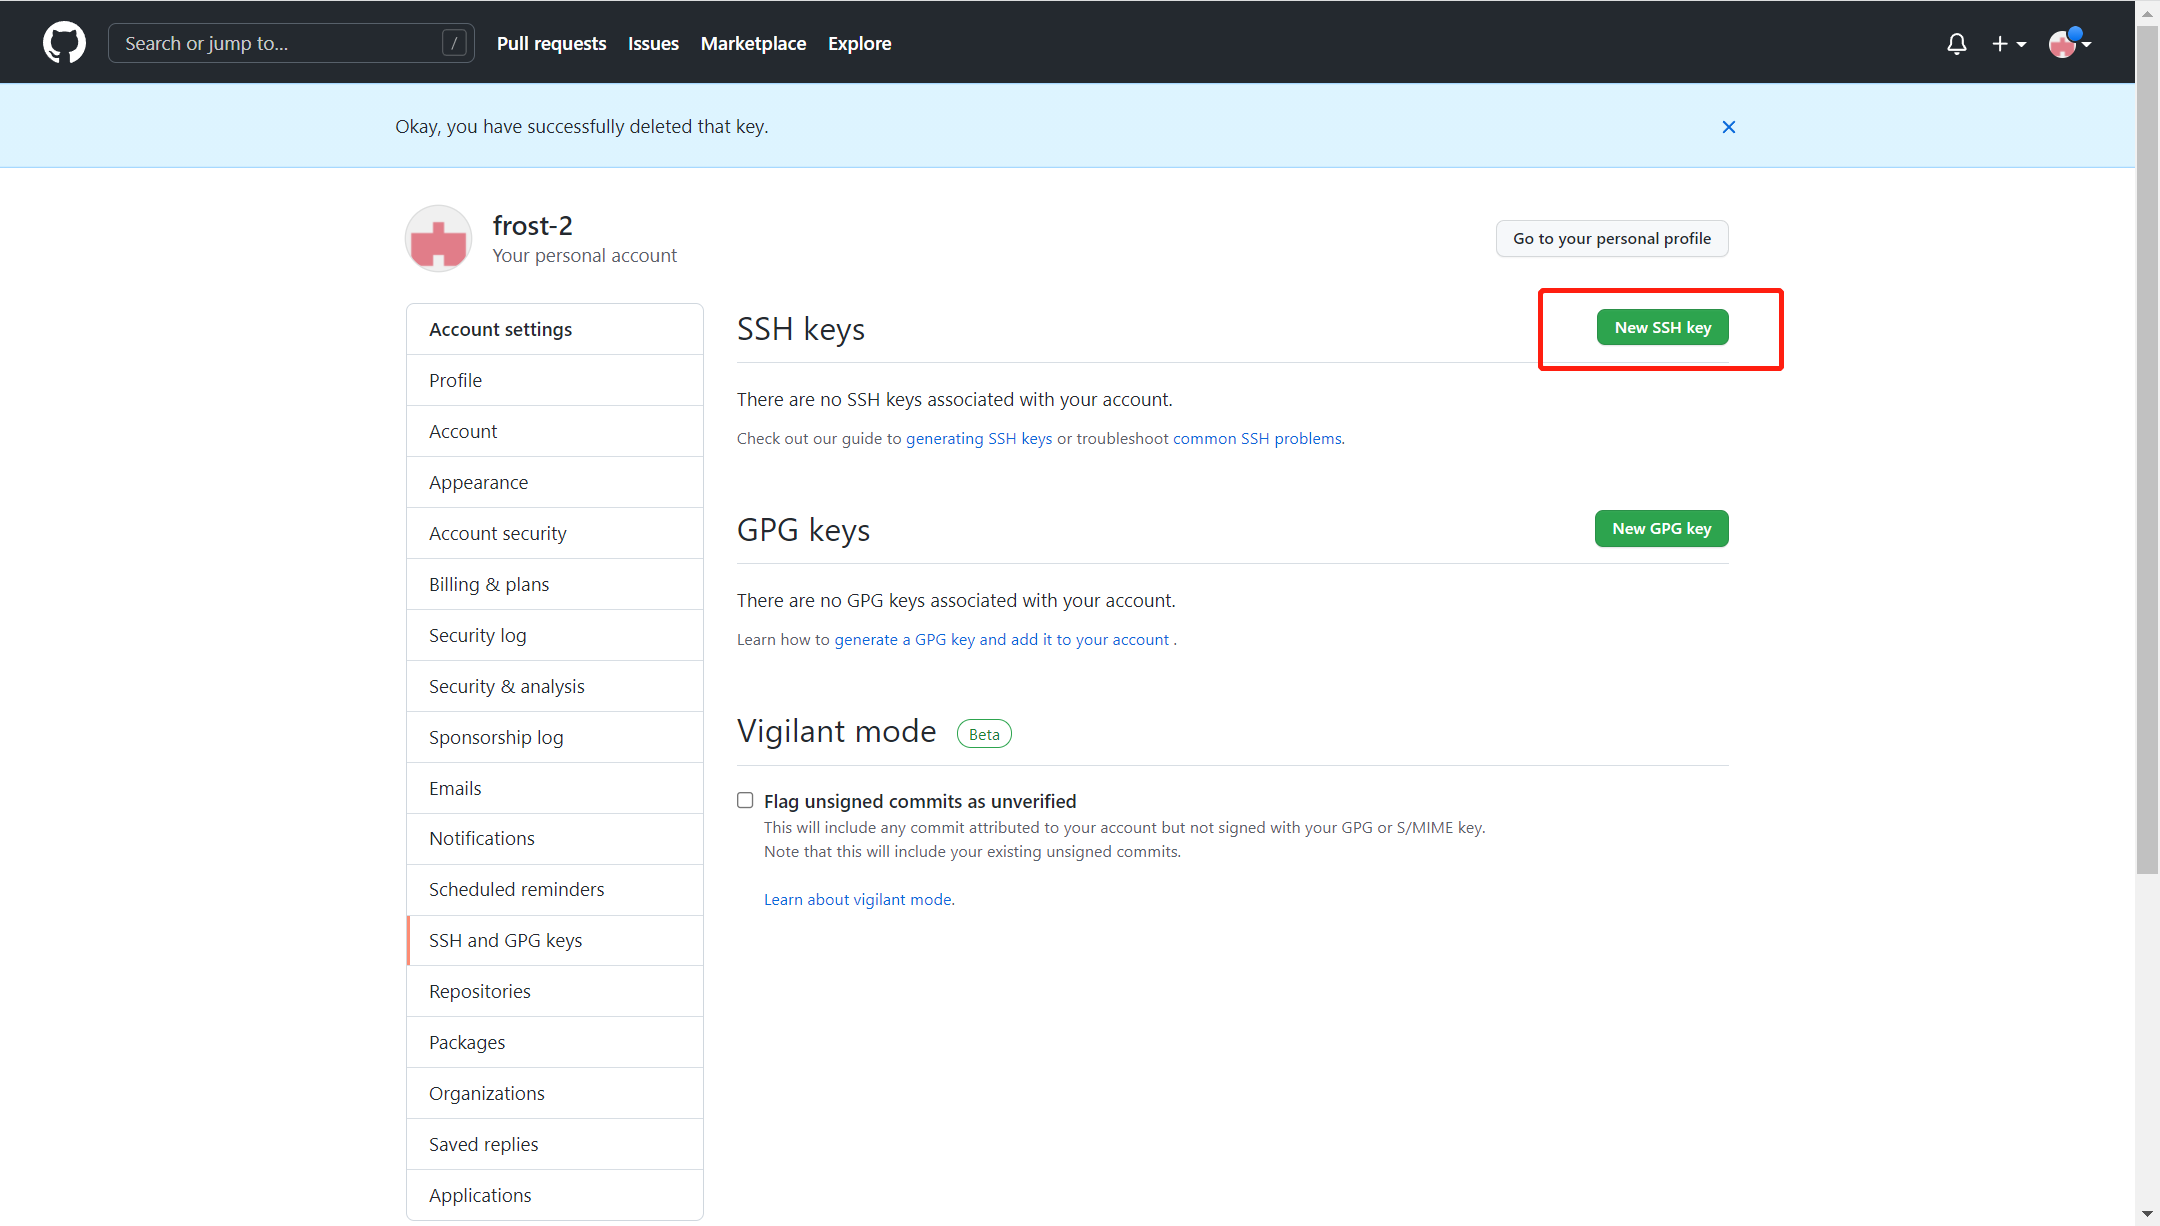 Search or jump to... /
Pull requests Issues Marketplace Explore
Okay, you have successfully deleted that key.
frost-2
Your personal account
Go to your personal profile
Account settings
Profile
Account
Appearance
Account security
Billing & plans
Security log
Security & analysis
Sponsorship log
Emails
Notifications
Scheduled reminders
SSH and GPG keys
Repositories
Packages
Organizations
Saved replies
Applications
SSH keys
New SSH key
There are no SSH keys associated with your account.
Check out our guide to generating SSH keys or troubleshoot common SSH problems.
GPG keys
New GPG key
There are no GPG keys associated with your account.
Learn how to generate a GPG key and add it to your account .
Vigilant mode Beta
Flag unsigned commits as unverified
This will include any commit attributed to your account but not signed with your GPG or S/MIME key.
Note that this will include your existing unsigned commits.
Learn about vigilant mode.